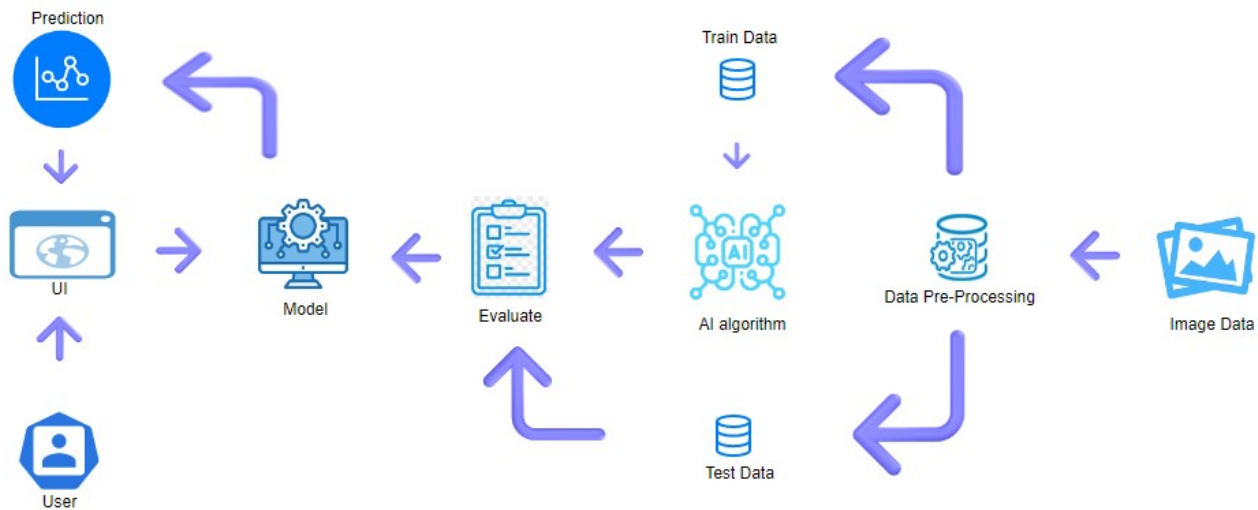 Prediction
Train Data
UI
Model
Evaluate
AI
AI algorithm
Data Pre-Processing
Image Data
Test Data
User